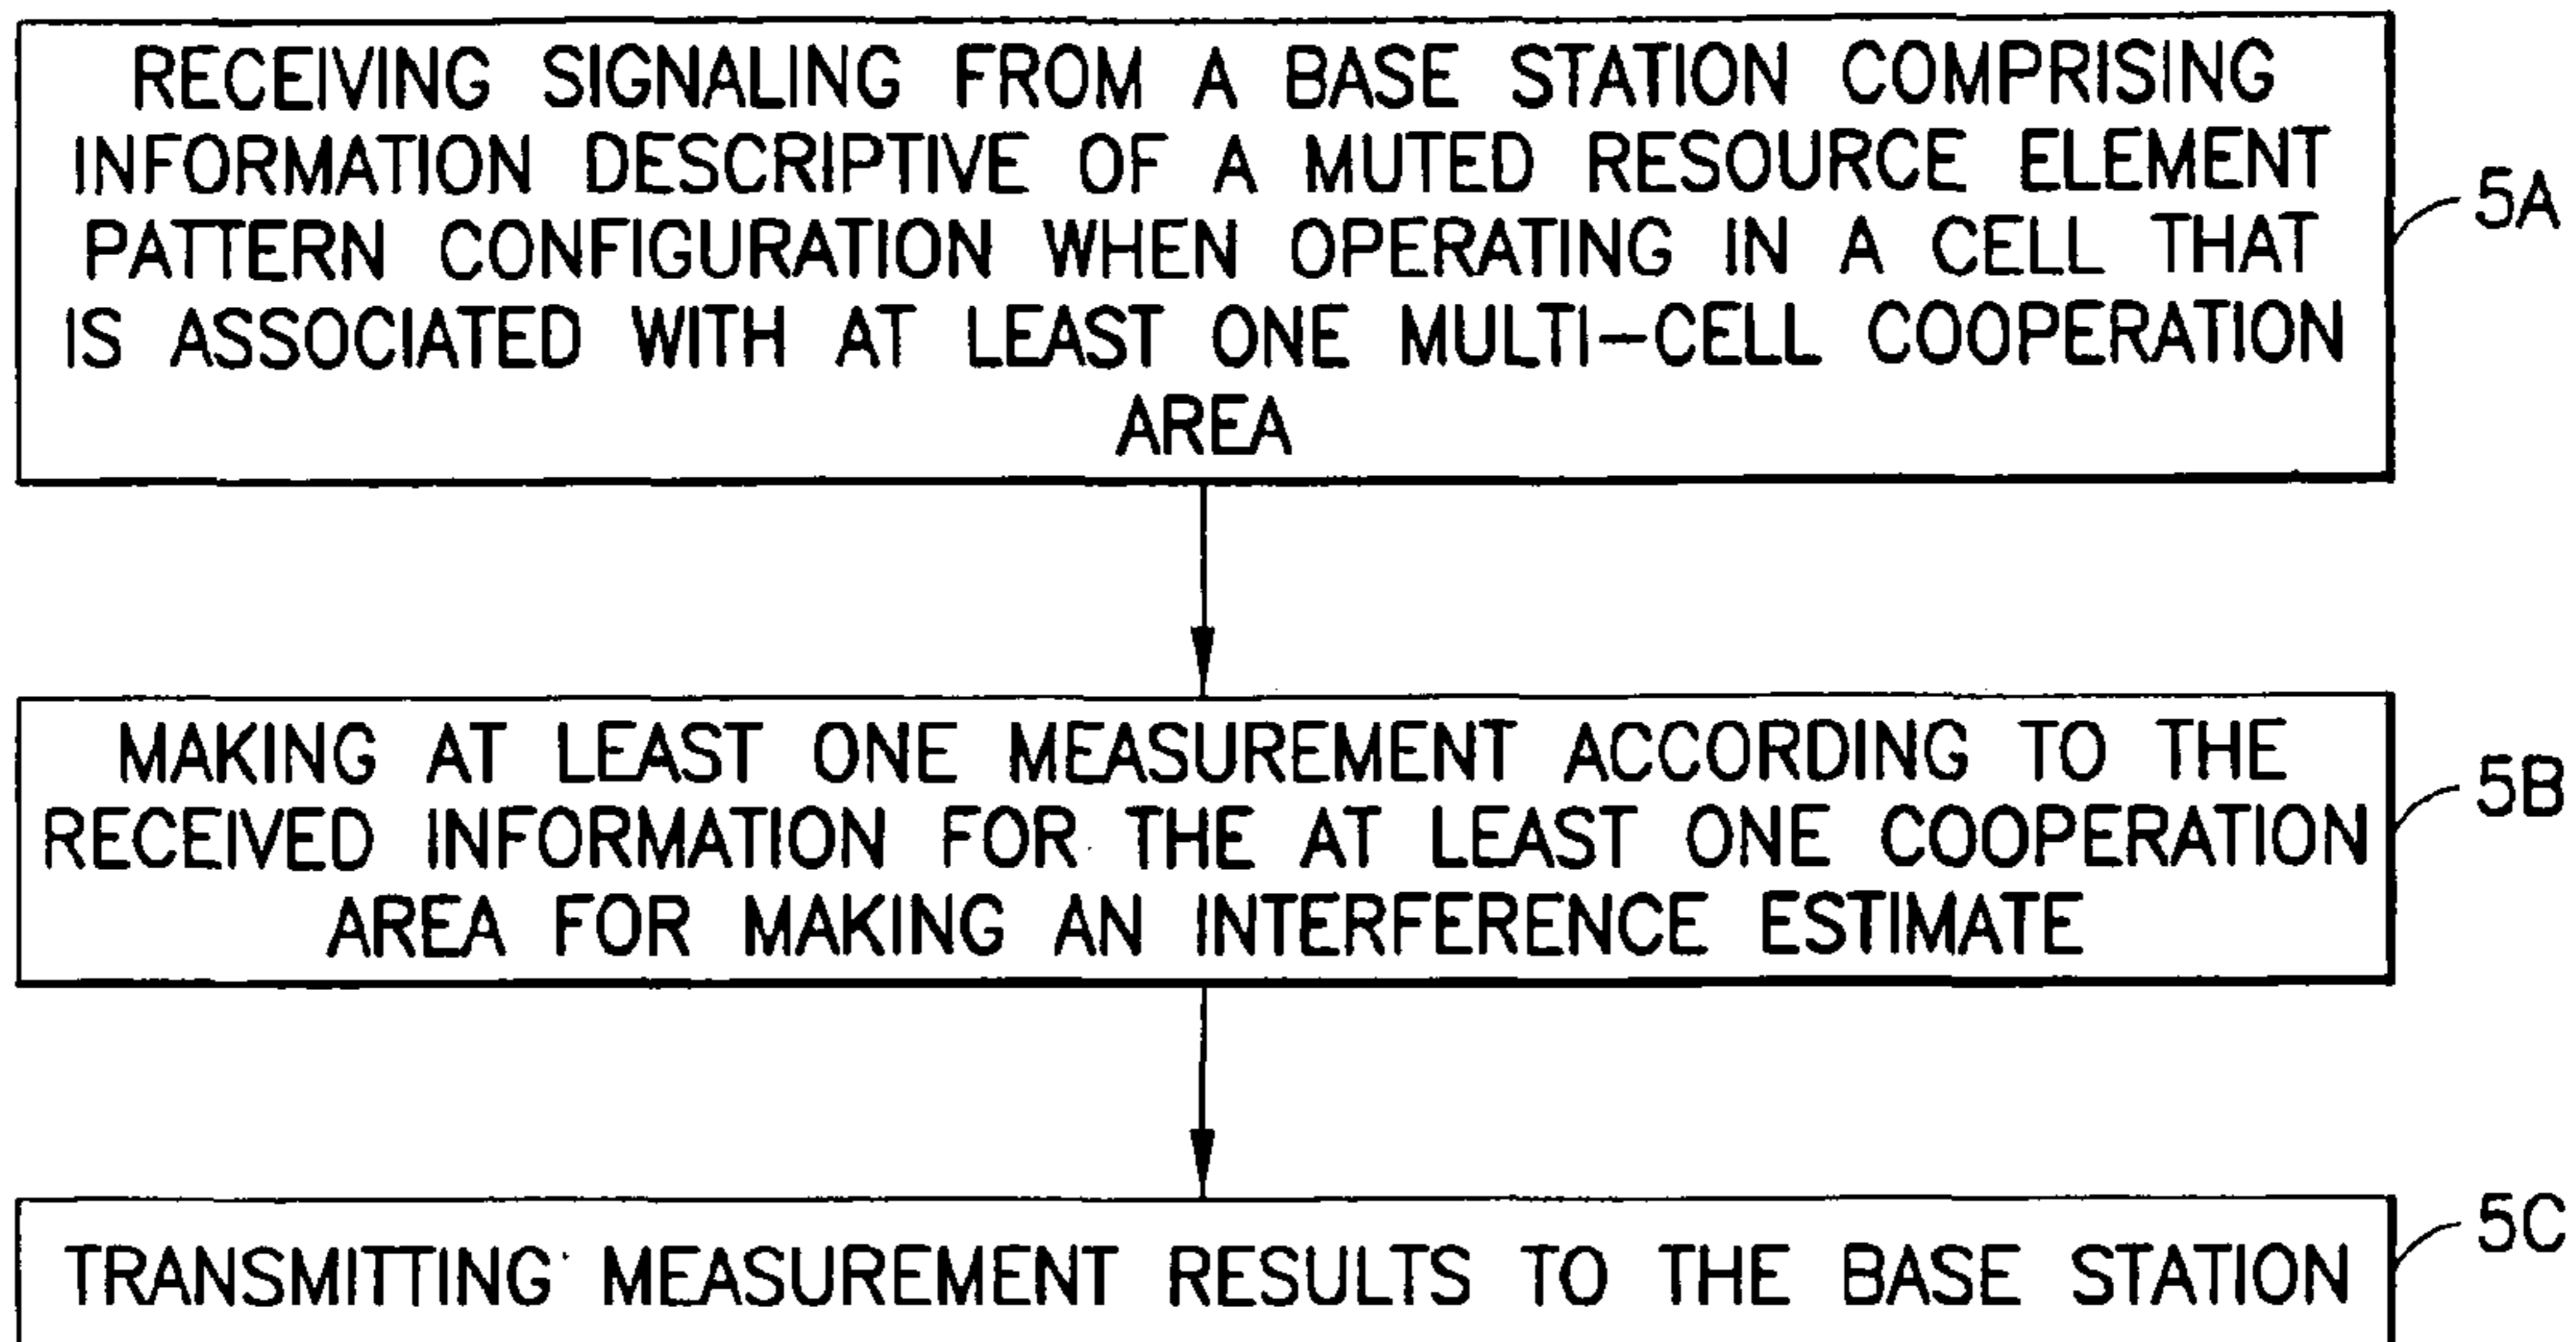 RECEIVING SIGNALING FROM A BASE STATION COMPRISING
INFORMATION DESCRIPTIVE OF A MUTED RESOURCE ELEMENT
PATTERN CONFIGURATION WHEN OPERATING IN A CELL THAT
IS ASSOCIATED WITH AT LEAST ONE MULTI-CELL COOPERATION
AREA
5A
MAKING AT LEAST ONE MEASUREMENT ACCORDING TO THE
RECEIVED INFORMATION FOR THE AT LEAST ONE COOPERATION
AREA FOR MAKING AN INTERFERENCE ESTIMATE
5B
TRANSMITTING MEASUREMENT RESULTS TO THE BASE STATION
5C